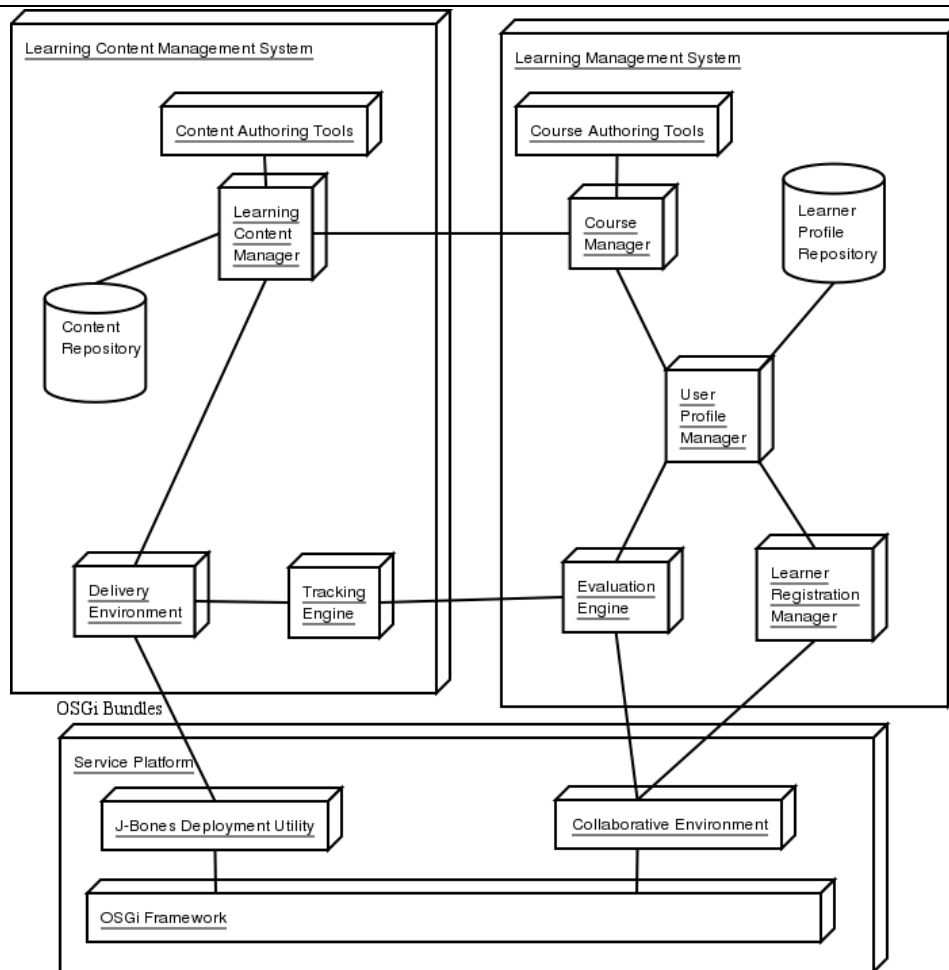 Learning Content Management System
Content Authoring Tools
Learning
Content
Manager
Content
Repository
Delivery
Environment
Tracking
Engine
Learning Management System
Course Authoring Tools
Course
Manager
Learner
Profile
Repository
User
Profile
Manager
Evaluation
Engine
Learner
Registration
Manager
OSGi Bundles
Service Platform
J-Bones Deployment Utility
Collaborative Environment
OSGi Framework